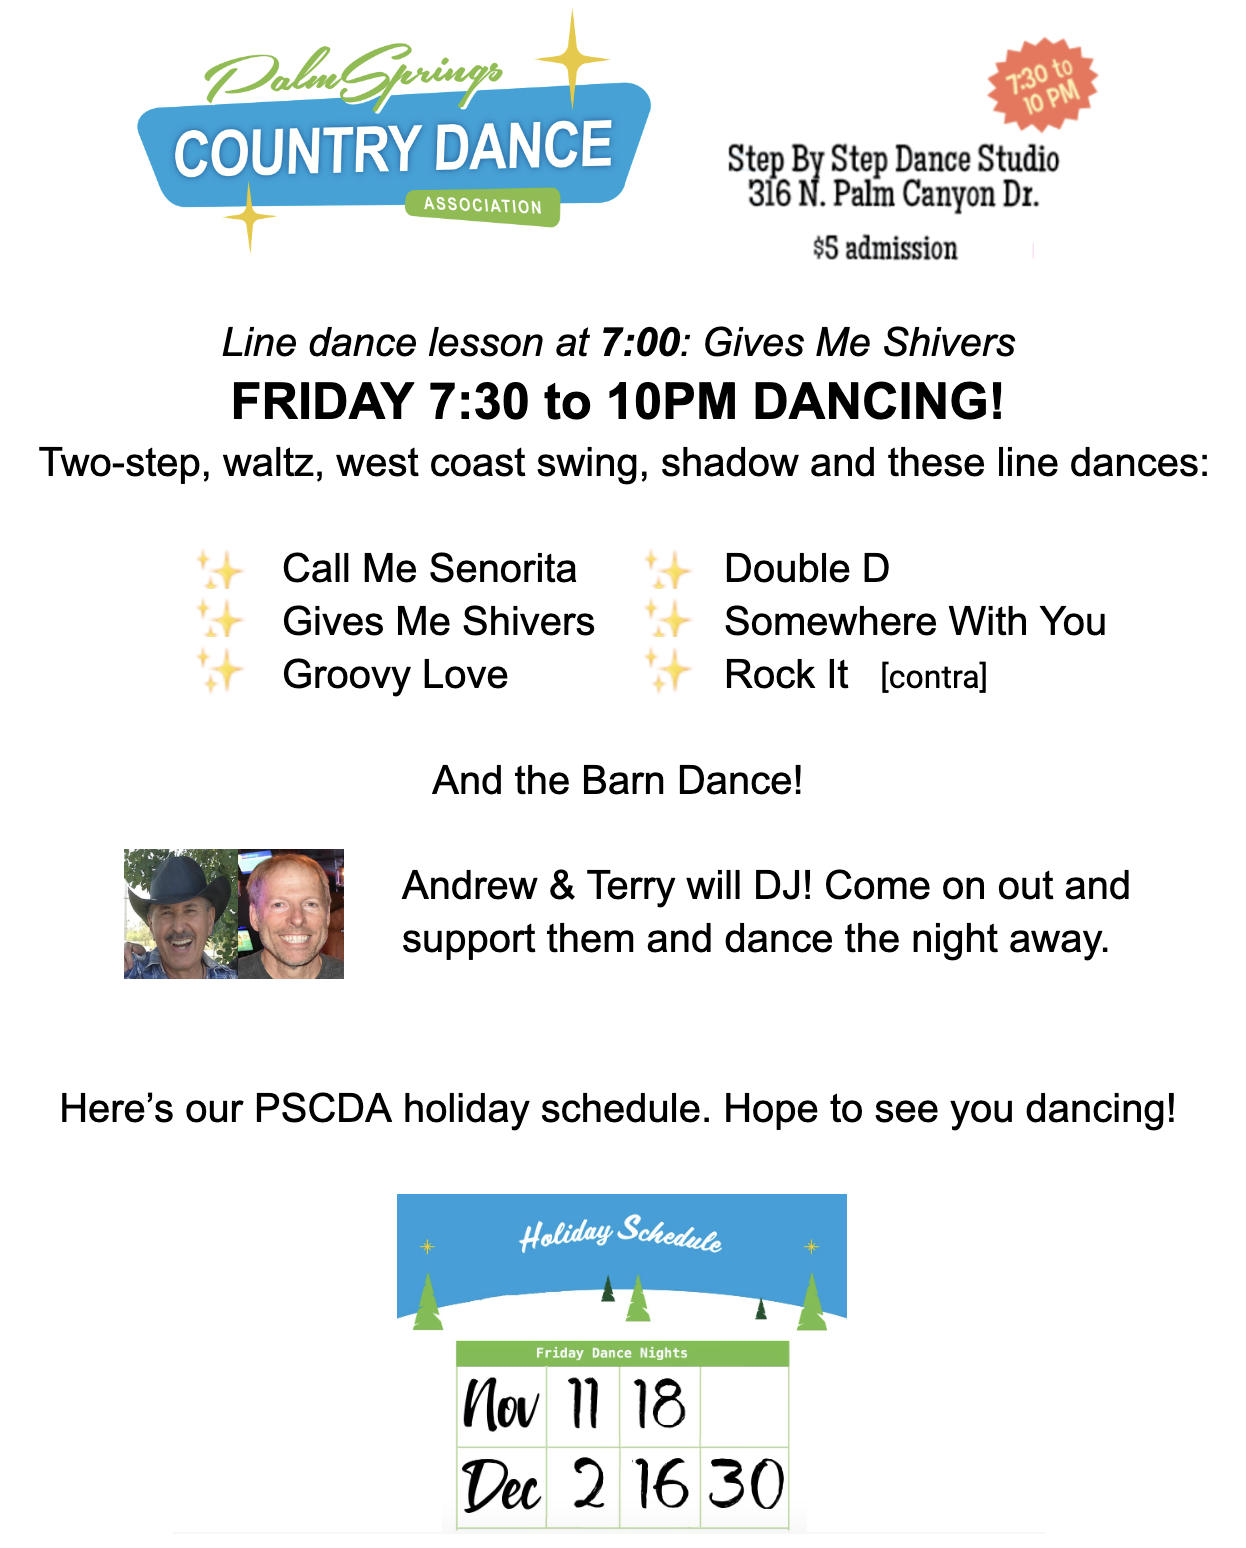 Palm Springs
COUNTRY DANCE
ASSOCIATION
7:30 to
10 PM
Step By Step Dance Studio
316 N. Palm Canyon Dr.
$5 admission
Line dance lesson at 7:00: Gives Me Shivers
FRIDAY 7:30 to 10PM DANCING!
Two-step, waltz, west coast swing, shadow and these line dances:
Call Me Senorita
Gives Me Shivers
Groovy Love
Double D
Somewhere With You
Rock It [contra]
And the Barn Dance!
Andrew & Terry will DJ! Come on out and
support them and dance the night away.
Here’s our PSCDA holiday schedule. Hope to see you dancing!
Holiday Schedule
Friday Dance Nights
Nov 11 18
Dec 2 16 30